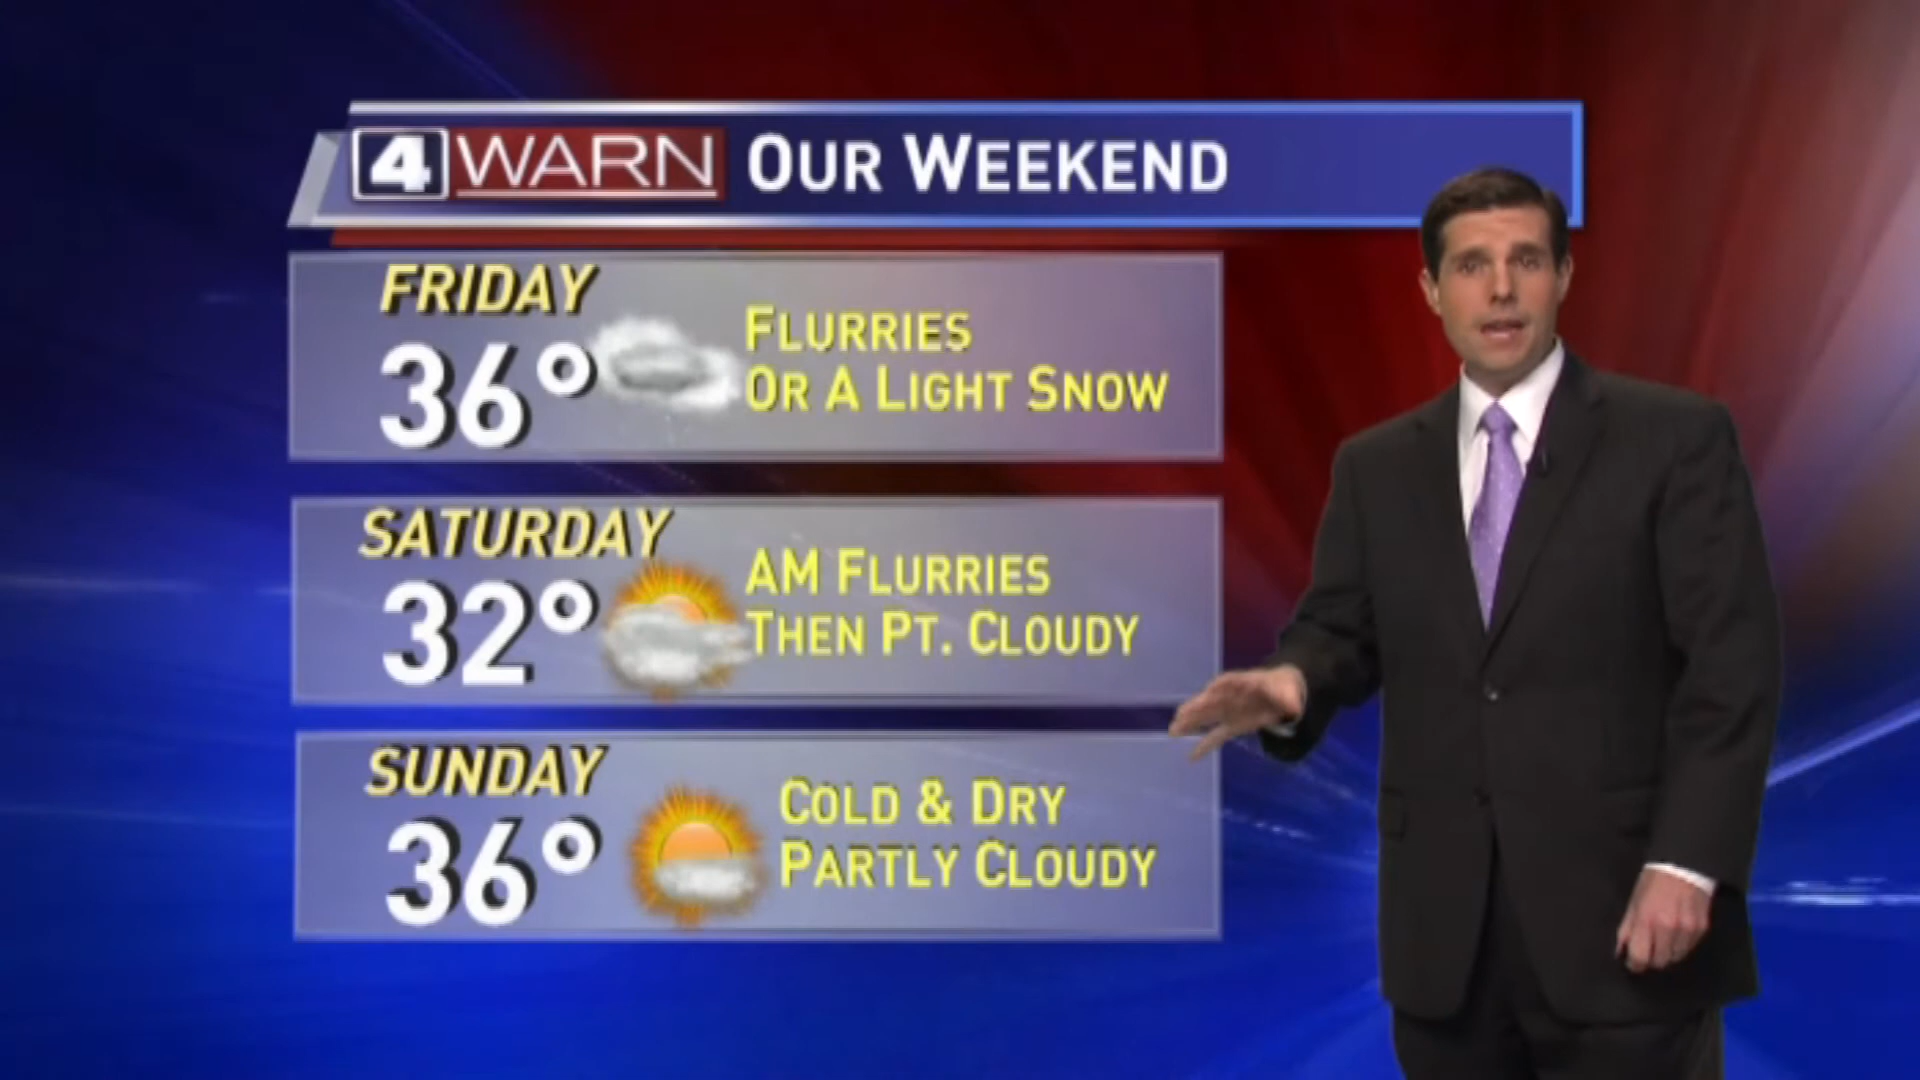 4 WARN OUR WEEKEND
FRIDAY
36°
FLURRIES
OR A LIGHT SNOW
SATURDAY
32°
AM FLURRIES
THEN PT. CLOUDY
SUNDAY
36°
COLD & DRY
PARTLY CLOUDY